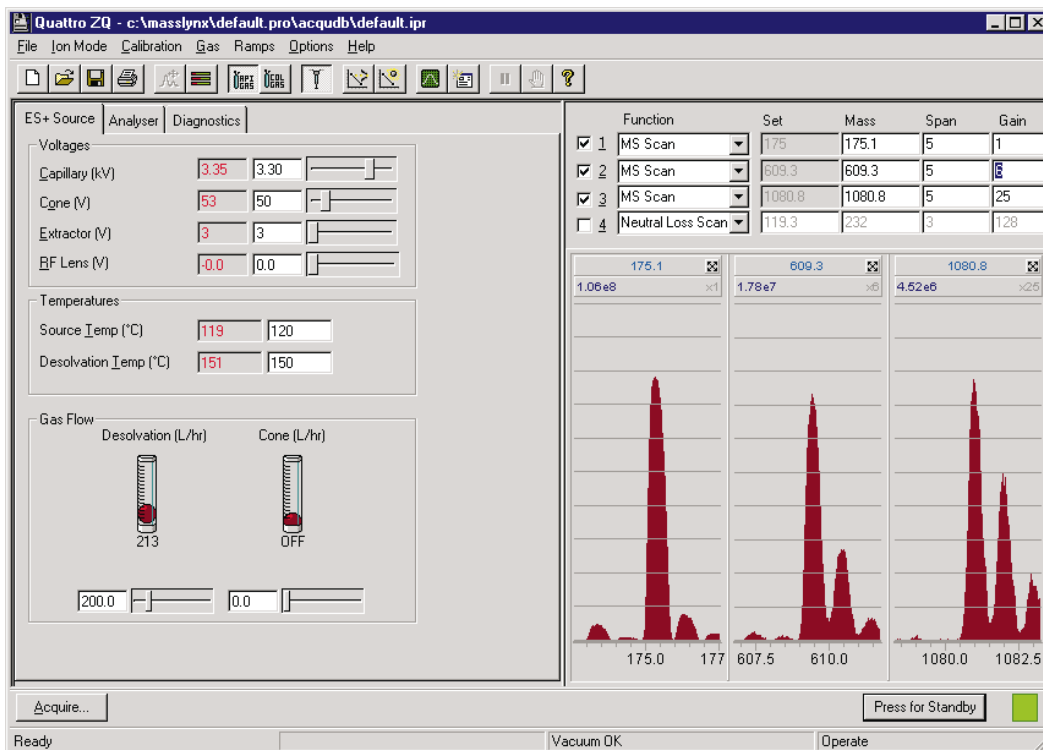 Quattro ZQ - c:\masslynx\default.pro\acqudb\default.ipr
File Ion Mode Calibration Gas Ramps Options Help
API GAS COL GAS
ES+ Source Analyser Diagnostics
Voltages
Capillary (kV) 3.35 3.30
Cone (V) 53 50
Extractor (V) 3 3
RF Lens (V) -0.0 0.0
Temperatures
Source Temp (°C) 119 120
Desolvation Temp (°C) 151 150
Gas Flow
Desolvation (L/hr) Cone (L/hr)
213 OFF
200.0 0.0
Function Set Mass Span Gain
1 MS Scan 175 175.1 5 1
2 MS Scan 609.3 609.3 5 6
3 MS Scan 1080.8 1080.8 5 25
4 Neutral Loss Scan 119.3 232 3 128
175.1 609.3 1080.8
1.06e8 x1 1.78e7 x6 4.52e6 x25
175.0 177 607.5 610.0 1080.0 1082.5
Acquire... Press for Standby
Ready Vacuum OK Operate